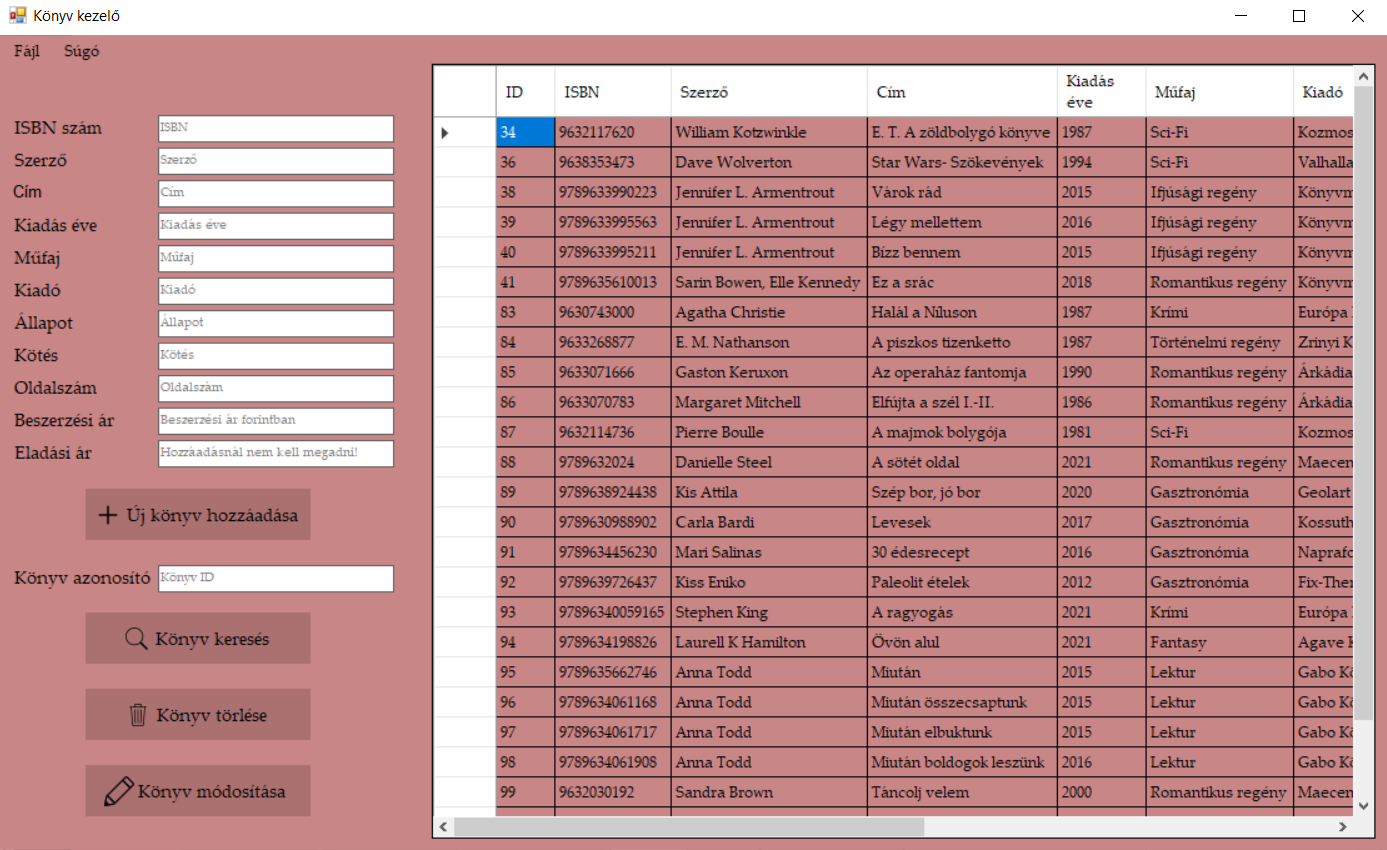 Könyv kezelő
Fájl Súgó
ISBN szám ISBN
Szerző Szerző
Cím Cím
Kiadás éve Kiadás éve
Műfaj Műfaj
Kiadó Kiadó
Állapot Állapot
Kötés Kötés
Oldalszám Oldalszám
Beszerzési ár Beszerzési ár forintban
Eladási ár Hozzáadásnál nem kell megadni!
Új könyv hozzáadása
Könyv azonosító Könyv ID
Könyv keresés
Könyv törlése
Könyv módosítása
ID ISBN Szerző Cím Kiadás éve Műfaj Kiadó
34 9632117620 William Kotzwinkle E. T. A zöldbolygó könyve 1987 Sci-Fi Kozmos
36 9638353473 Dave Wolverton Star Wars- Szökevények 1994 Sci-Fi Valhalla
38 9789633990223 Jennifer L. Armentrout Várok rád 2015 Ifjúsági regény Könyvm
39 9789633995563 Jennifer L. Armentrout Légy mellettem 2016 Ifjúsági regény Könyvm
40 9789633995211 Jennifer L. Armentrout Bízz bennem 2015 Ifjúsági regény Könyvm
41 9789635610013 Sarin Bowen, Elle Kennedy Ez a srác 2018 Romantikus regény Könyvm
83 9630743000 Agatha Christie Halál a Níluson 1987 Krími Európa
84 9633268877 E. M. Nathanson A piszkos tizenketto 1987 Történelmi regény Zrínyi K
85 9633071666 Gaston Keruxon Az operaház fantomja 1990 Romantikus regény Árkádia
86 9633070783 Margaret Mitchell Elfújta a szél I.-II. 1986 Romantikus regény Árkádia
87 9632114736 Pierre Boulle A majmok bolygója 1981 Sci-Fi Kozmos
88 9789632024 Danielle Steel A sötét oldal 2021 Romantikus regény Maecen
89 9789638924438 Kis Attila Szép bor, jó bor 2020 Gasztronómia Geolart
90 9789630988902 Carla Bardi Levesek 2017 Gasztronómia Kossuth
91 9789634456230 Mari Salinas 30 édesrecept 2016 Gasztronómia Naprafo
92 9789639726437 Kiss Eniko Paleolit ételek 2012 Gasztronómia Fix-Ther
93 97896340059165 Stephen King A ragyogás 2021 Krími Európa
94 9789634198826 Laurell K Hamilton Övön alul 2021 Fantasy Agave K
95 9789635662746 Anna Todd Miután 2015 Lektur Gabo Kö
96 9789634061168 Anna Todd Miután összecsaptunk 2015 Lektur Gabo Kö
97 9789634061717 Anna Todd Miután elbuktunk 2015 Lektur Gabo Kö
98 9789634061908 Anna Todd Miután boldogok leszünk 2016 Lektur Gabo Kö
99 9632030192 Sandra Brown Táncolj velem 2000 Romantikus regény Maecen